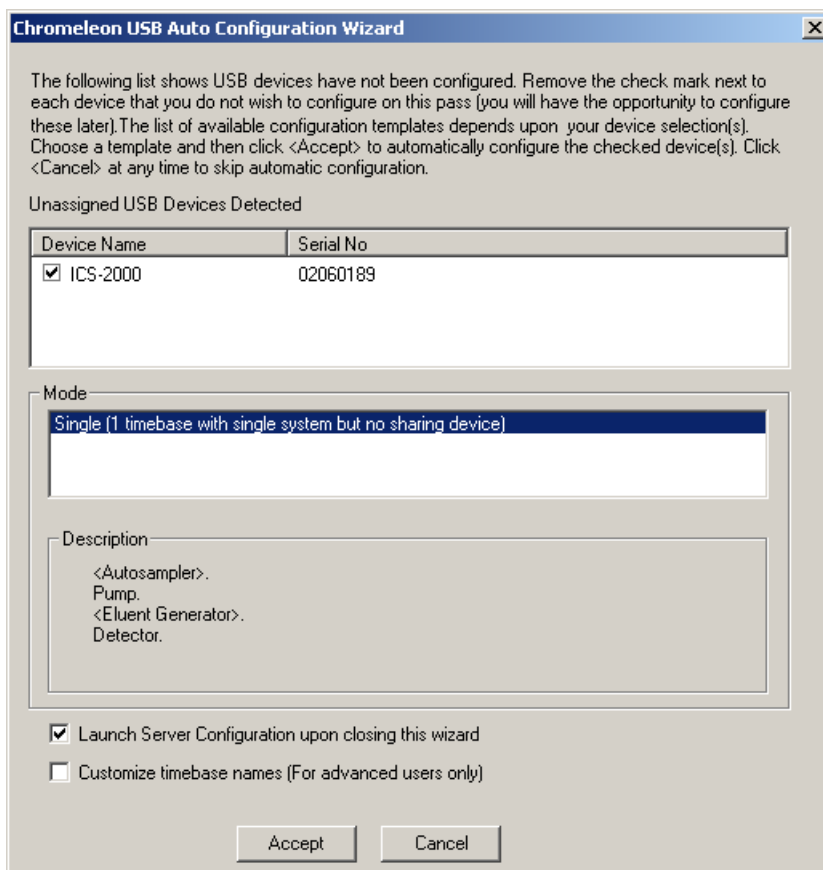 Chromeleon USB Auto Configuration Wizard
The following list shows USB devices have not been configured. Remove the check mark next to
each device that you do not wish to configure on this pass (you will have the opportunity to configure
these later).The list of available configuration templates depends upon your device selection(s).
Choose a template and then click <Accept> to automatically configure the checked device(s). Click
<Cancel> at any time to skip automatic configuration.
Unassigned USB Devices Detected
Device Name Serial No
ICS-2000 02060189
Mode
Single (1 timebase with single system but no sharing device)
Description
<Autosampler>.
Pump.
<Eluent Generator>.
Detector.
Launch Server Configuration upon closing this wizard
Customize timebase names (For advanced users only)
Accept Cancel